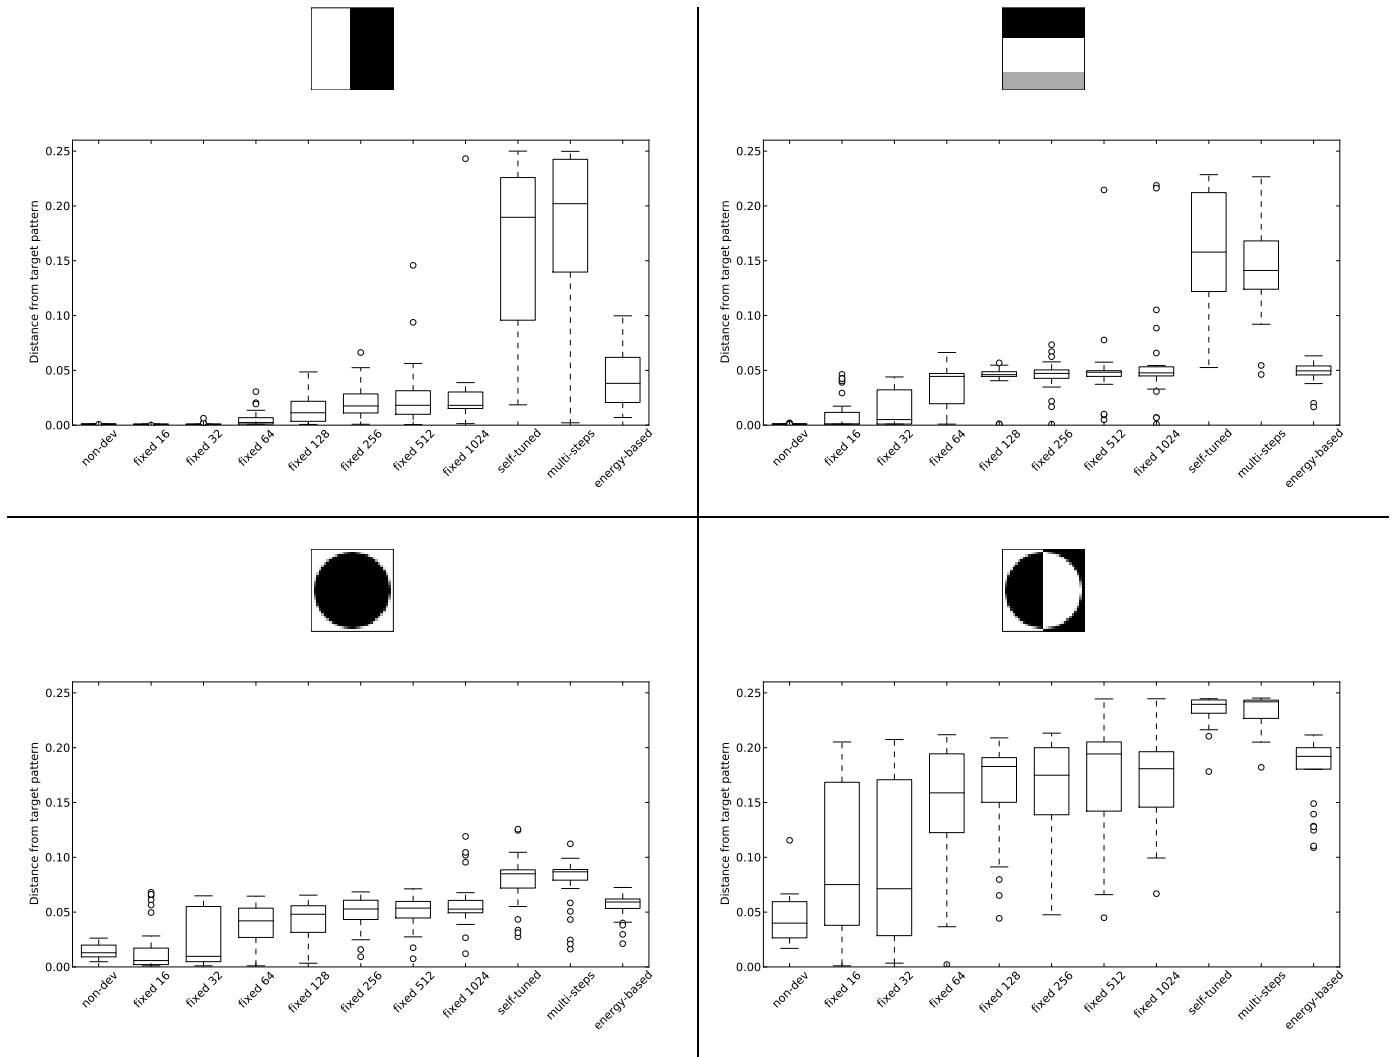 0.25
0.20
0.15
0.10
0.05
0.00
Distance from target pattern
non-dev
fixed 16
fixed 32
fixed 64
fixed 128
fixed 256
fixed 512
fixed 1024
self-tuned
multi-steps
energy-based
0.25
0.20
0.15
0.10
0.05
0.00
Distance from target pattern
non-dev
fixed 16
fixed 32
fixed 64
fixed 128
fixed 256
fixed 512
fixed 1024
self-tuned
multi-steps
energy-based
0.25
0.20
0.15
0.10
0.05
0.00
Distance from target pattern
non-dev
fixed 16
fixed 32
fixed 64
fixed 128
fixed 256
fixed 512
fixed 1024
self-tuned
multi-steps
energy-based
0.25
0.20
0.15
0.10
0.05
0.00
Distance from target pattern
non-dev
fixed 16
fixed 32
fixed 64
fixed 128
fixed 256
fixed 512
fixed 1024
self-tuned
multi-steps
energy-based